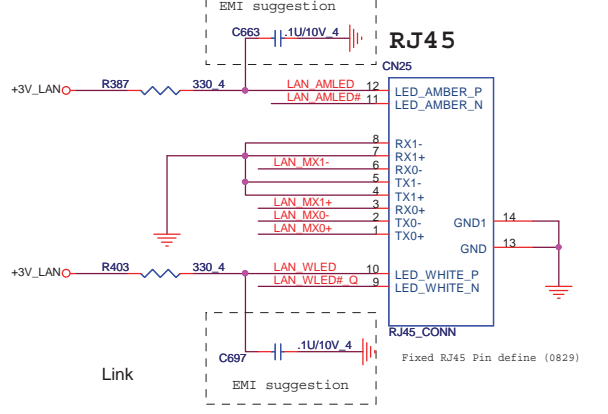 EMI suggestion
C663 .1U/10V_4
RJ45
CN25
+3V_LAN R387 330_4 LAN_AMLED 12 LED_AMBER_P
LAN_AMLED# 11 LED_AMBER_N
8 RX1-
7 RX1+
LAN_MX1- 6 RX0-
5 TX1-
4 TX1+
LAN_MX1+ 3 RX0+
LAN_MX0- 2 TX0- GND1 14
LAN_MX0+ 1 TX0+
GND 13
+3V_LAN R403 330_4 LAN_WLED 10 LED_WHITE_P
LAN_WLED#_Q 9 LED_WHITE_N
RJ45_CONN
C697 .1U/10V_4
Fixed RJ45 Pin define (0829)
Link
EMI suggestion